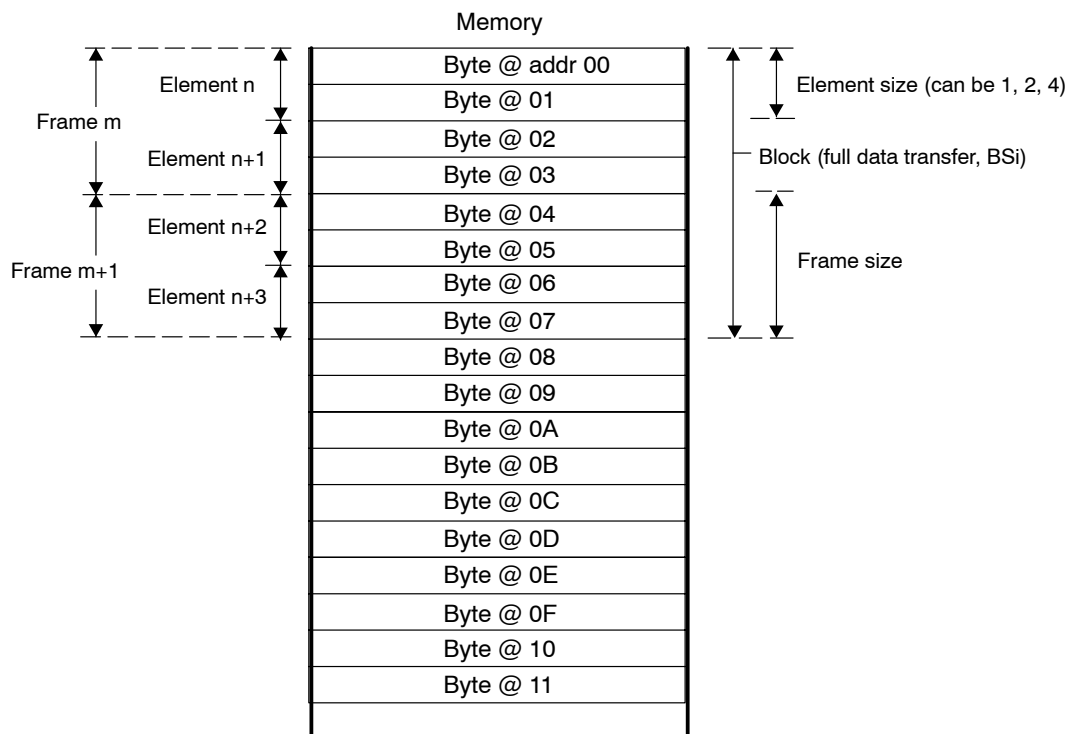 Memory
Byte @ addr 00
Element n
Element size (can be 1, 2, 4)
Byte @ 01
Frame m
Byte @ 02
Element n+1
Block (full data transfer, BSi)
Byte @ 03
Byte @ 04
Element n+2
Byte @ 05
Frame m+1
Frame size
Byte @ 06
Element n+3
Byte @ 07
Byte @ 08
Byte @ 09
Byte @ 0A
Byte @ 0B
Byte @ 0C
Byte @ 0D
Byte @ 0E
Byte @ 0F
Byte @ 10
Byte @ 11